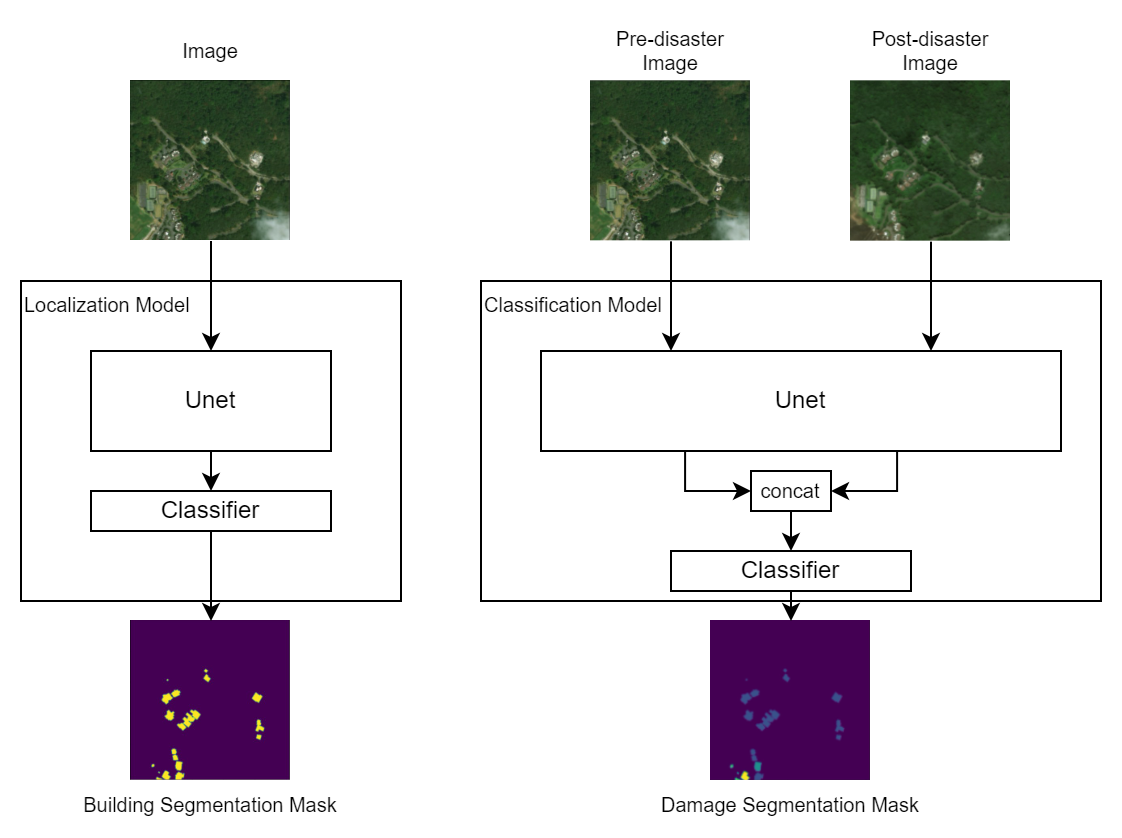 Image
Localization Model
Unet
Classifier
Building Segmentation Mask
Pre-disaster
Image
Post-disaster
Image
Classification Model
Unet
concat
Classifier
Damage Segmentation Mask